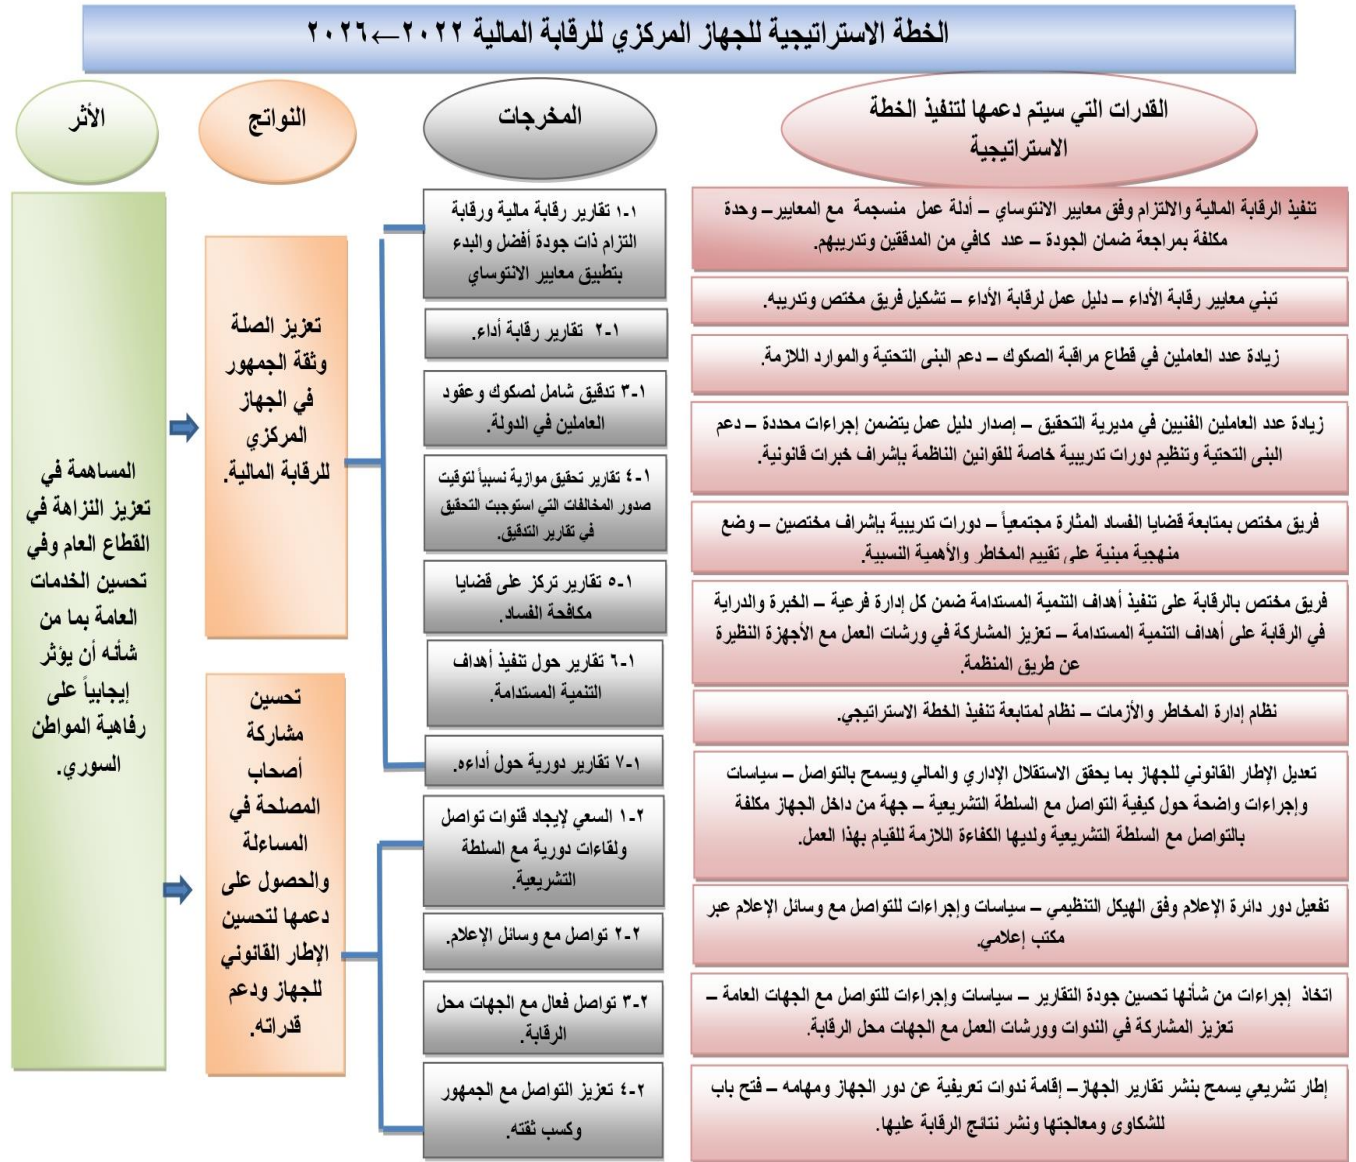 الخطة الاستراتيجية للجهاز المركزي للرقابة المالية ٢٠٢٢←٢٠٢٦
القدرات التي سيتم دعمها لتنفيذ الخطة
الاستراتيجية
المخرجات
النواتج
الأثر
تنفيذ الرقابة المالية والالتزام وفق معايير الانتوساي – أدلة عمل منسجمة مع المعايير– وحدة
مكلفة بمراجعة ضمان الجودة – عدد كافي من المدققين وتدريبهم.
تبني معايير رقابة الأداء – دليل عمل لرقابة الأداء – تشكيل فريق مختص وتدريبه.
زيادة عدد العاملين في قطاع مراقبة الصكوك – دعم البنى التحتية والموارد اللازمة.
زيادة عدد العاملين الفنيين في مديرية التحقيق – إصدار دليل عمل يتضمن إجراءات محددة – دعم
البنى التحتية وتنظيم دورات تدريبية خاصة للقوانين الناظمة بإشراف خبرات قانونية.
فريق مختص بمتابعة قضايا الفساد المثارة مجتمعياً – دورات تدريبية بإشراف مختصين – وضع
منهجية مبنية على تقييم المخاطر والأهمية النسبية.
فريق مختص بالرقابة على تنفيذ أهداف التنمية المستدامة ضمن كل إدارة فرعية – الخبرة والدراية
في الرقابة على أهداف التنمية المستدامة – تعزيز المشاركة في ورشات العمل مع الأجهزة النظيرة
عن طريق المنظمة.
نظام إدارة المخاطر والأزمات – نظام لمتابعة تنفيذ الخطة الاستراتيجي.
تعديل الإطار القانوني للجهاز بما يحقق الاستقلال الإداري والمالي ويسمح بالتواصل – سياسات
وإجراءات واضحة حول كيفية التواصل مع السلطة التشريعية – جهة من داخل الجهاز مكلفة
بالتواصل مع السلطة التشريعية ولديها الكفاءة اللازمة للقيام بهذا العمل.
تفعيل دور دائرة الإعلام وفق الهيكل التنظيمي – سياسات وإجراءات للتواصل مع وسائل الإعلام عبر
مكتب إعلامي.
اتخاذ إجراءات من شأنها تحسين جودة التقارير – سياسات وإجراءات للتواصل مع الجهات العامة –
تعزيز المشاركة في الندوات وورشات العمل مع الجهات محل الرقابة.
إطار تشريعي يسمح بنشر تقارير الجهاز– إقامة ندوات تعريفية عن دور الجهاز ومهامه – فتح باب
للشكاوى ومعالجتها ونشر نتائج الرقابة عليها.
١-١ تقارير رقابة مالية ورقابة
التزام ذات جودة أفضل والبدء
بتطبيق معايير الانتوساي
١-٢ تقارير رقابة أداء.
١-٣ تدقيق شامل لصكوك وعقود
العاملين في الدولة.
١-٤ تقارير تحقيق موازية نسبياً لتوقيت
صدور المخالفات التي استوجبت التحقيق
في تقارير التدقيق.
١-٥ تقارير تركز على قضايا
مكافحة الفساد.
١-٦ تقارير حول تنفيذ أهداف
التنمية المستدامة.
١-٧ تقارير دورية حول أداءه.
٢-١ السعي لإيجاد قنوات تواصل
ولقاءات دورية مع السلطة
التشريعية.
٢-٢ تواصل مع وسائل الإعلام.
٢-٣ تواصل فعال مع الجهات محل
الرقابة.
٢-٤ تعزيز التواصل مع الجمهور
وكسب ثقته.
تعزيز الصلة
وثقة الجمهور
في الجهاز
المركزي
للرقابة المالية.
تحسين
مشاركة
أصحاب
المصلحة في
المساءلة
والحصول على
دعمها لتحسين
الإطار القانوني
للجهاز ودعم
قدراته.
المساهمة في
تعزيز النزاهة في
القطاع العام وفي
تحسين الخدمات
العامة بما من
شأنه أن يؤثر
إيجابياً على
رفاهية المواطن
السوري.